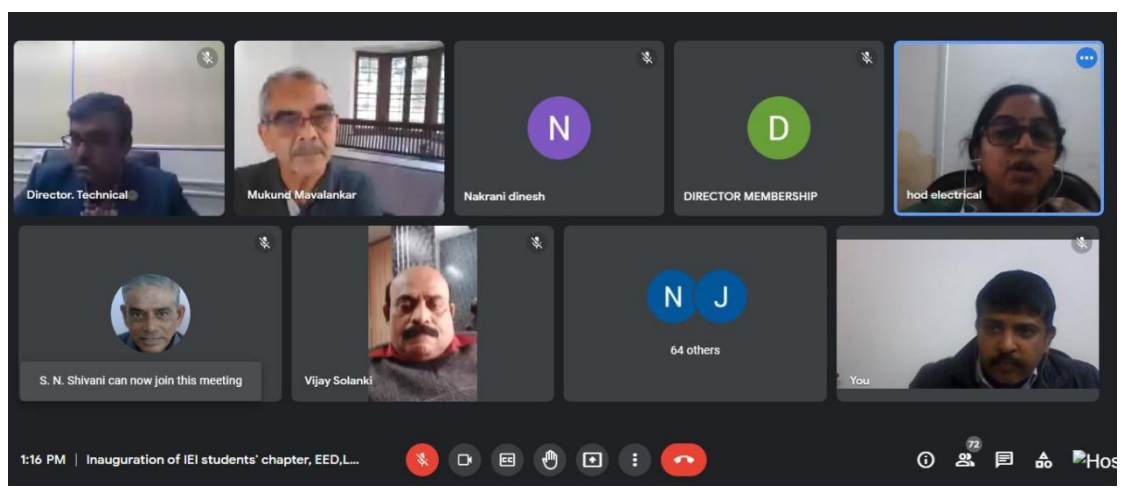 N
D
Director. Technical
Mukund Mavalankar
Nakrani dinesh
DIRECTOR MEMBERSHIP
hod electrical
N J
64 others
S. N. Shivani can now join this meeting
Vijay Solanki
You
72
1:16 PM | Inauguration of IEI students' chapter, EED,L...
CC
Hos